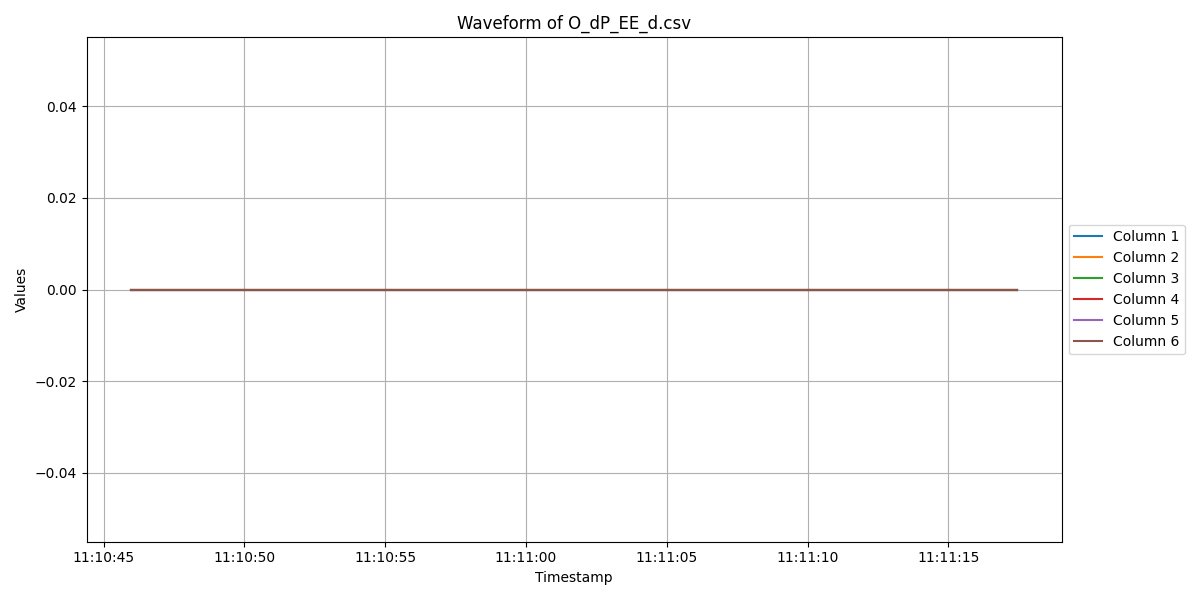 Waveform of O_dP_EE_d.csv
Values
0.04
0.02
0.00
−0.02
−0.04
11:10:45 11:10:50 11:10:55 11:11:00 11:11:05 11:11:10 11:11:15
Timestamp
Column 1
Column 2
Column 3
Column 4
Column 5
Column 6